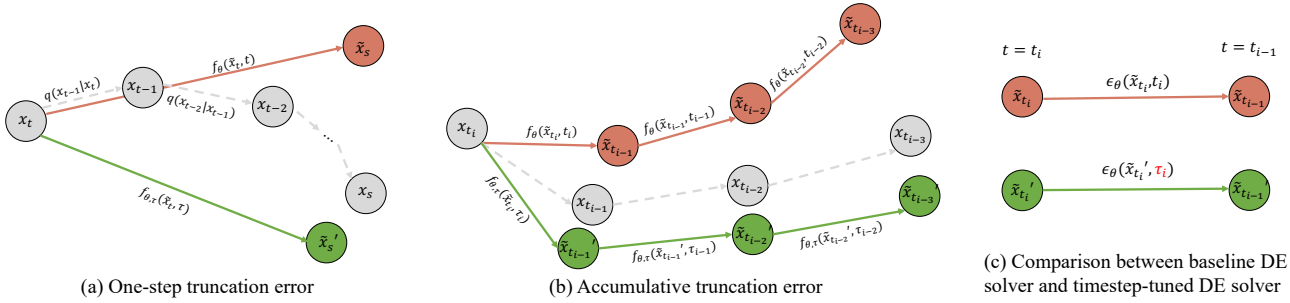 x̃_s
f_θ(x̃_t, t)
x_{t−1}
q(x_{t−1}|x_t)
q(x_{t−2}|x_{t−1})
x_{t−2}
x_t
...
x_s
f_{θ,τ}(x̃_t, τ)
x̃_s′
(a) One-step truncation error
x̃_{t_{i−3}}
f_θ(x̃_{t_{i−2}}, t_{i−2})
x̃_{t_{i−2}}
f_θ(x̃_{t_{i−1}}, t_{i−1})
x_{t_i}
f_θ(x̃_{t_i}, t_i)
x̃_{t_{i−1}}
x_{t_{i−3}}
f_{θ,τ}(x̃_{t_i}, τ_i)
x_{t_{i−1}}
x_{t_{i−2}}
x̃_{t_{i−3}}′
x̃_{t_{i−1}}′
x̃_{t_{i−2}}′
f_{θ,τ}(x̃_{t_{i−1}}′, τ_{i−1})
f_{θ,τ}(x̃_{t_{i−2}}′, τ_{i−2})
(b) Accumulative truncation error
t = t_i
t = t_{i−1}
x̃_{t_i}
ϵ_θ(x̃_{t_i}, t_i)
x̃_{t_{i−1}}
x̃_{t_i}′
ϵ_θ(x̃_{t_i}′, τ_i)
x̃_{t_{i−1}}′
(c) Comparison between baseline DE
solver and timestep-tuned DE solver